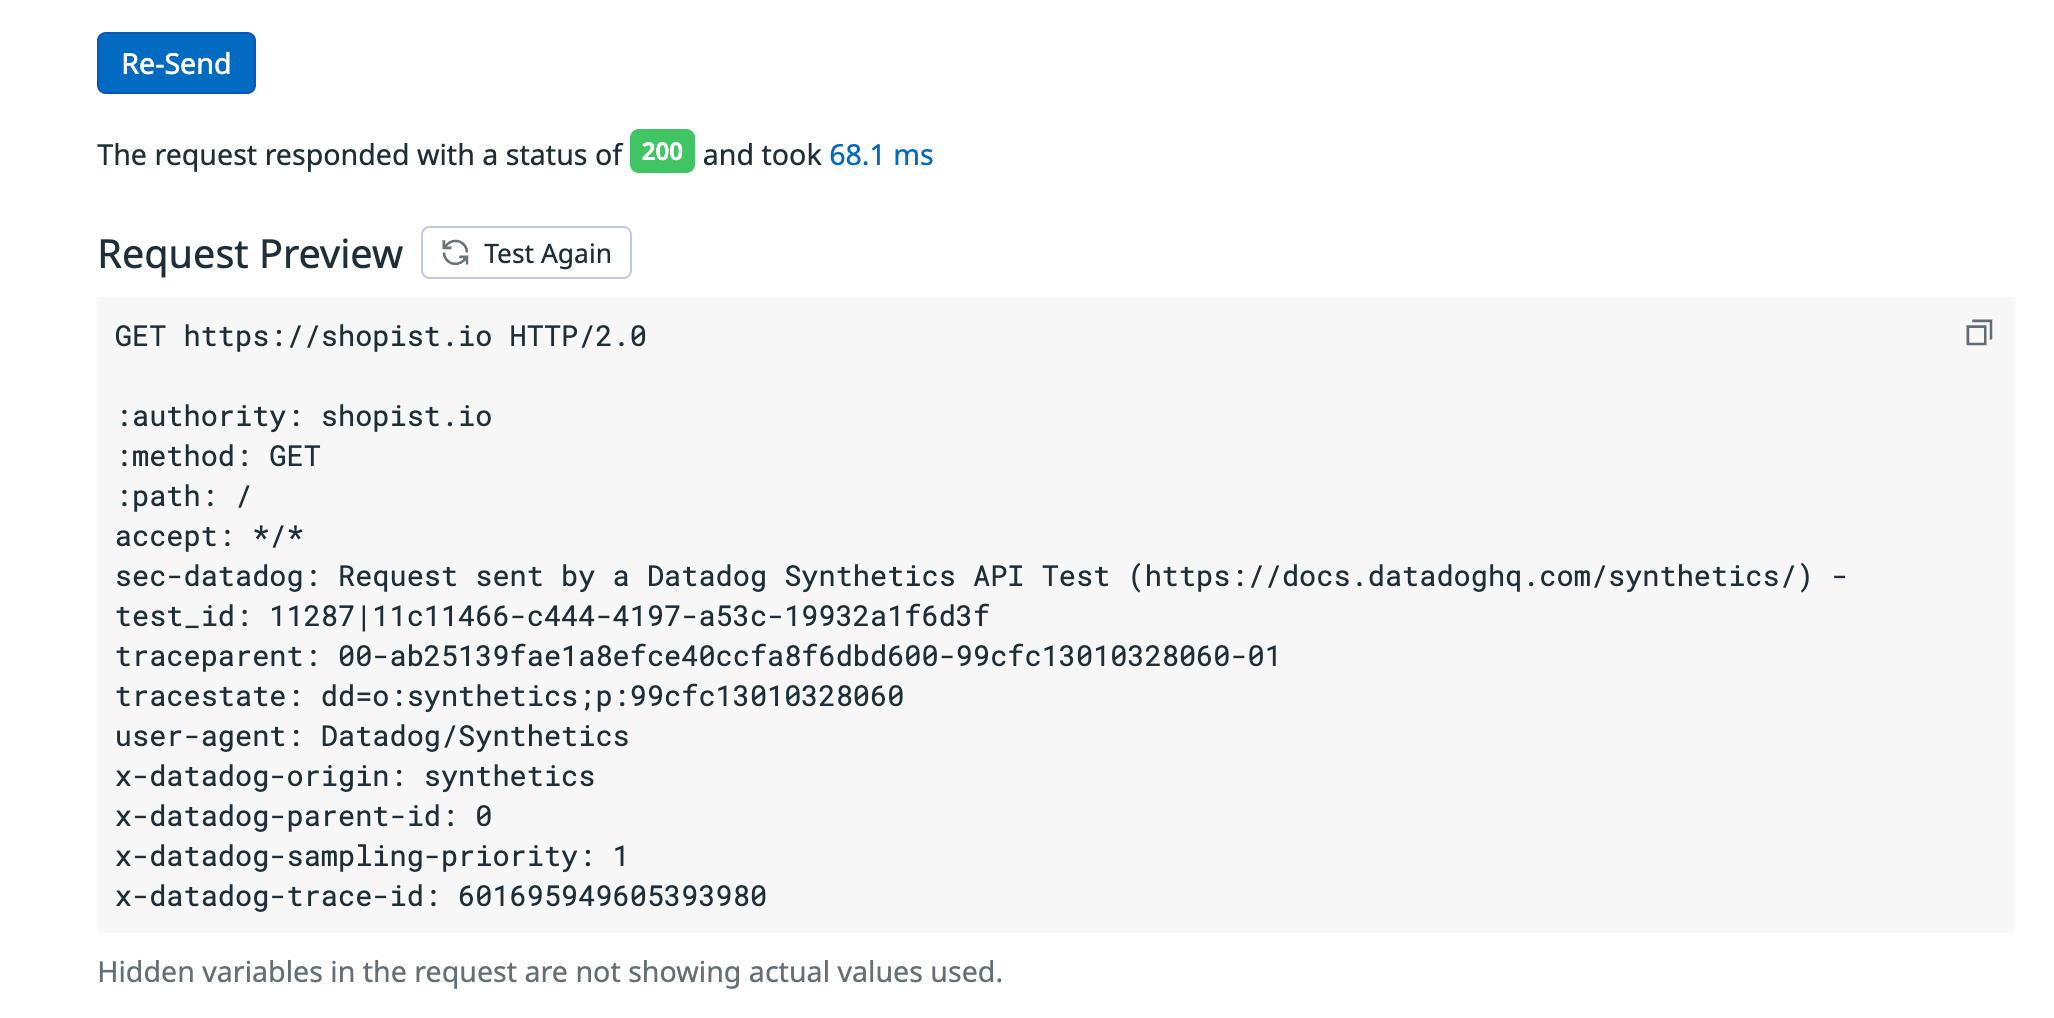 Re-Send
The request responded with a status of 200 and took 68.1 ms
Request Preview Test Again
GET https://shopist.io HTTP/2.0
:authority: shopist.io
:method: GET
:path: /
accept: */*
sec-datadog: Request sent by a Datadog Synthetics API Test (https://docs.datadoghq.com/synthetics/) -
test_id: 11287|11c11466-c444-4197-a53c-19932a1f6d3f
traceparent: 00-ab25139fae1a8efce40ccfa8f6dbd600-99cfc13010328060-01
tracestate: dd=o:synthetics;p:99cfc13010328060
user-agent: Datadog/Synthetics
x-datadog-origin: synthetics
x-datadog-parent-id: 0
x-datadog-sampling-priority: 1
x-datadog-trace-id: 601695949605393980
Hidden variables in the request are not showing actual values used.